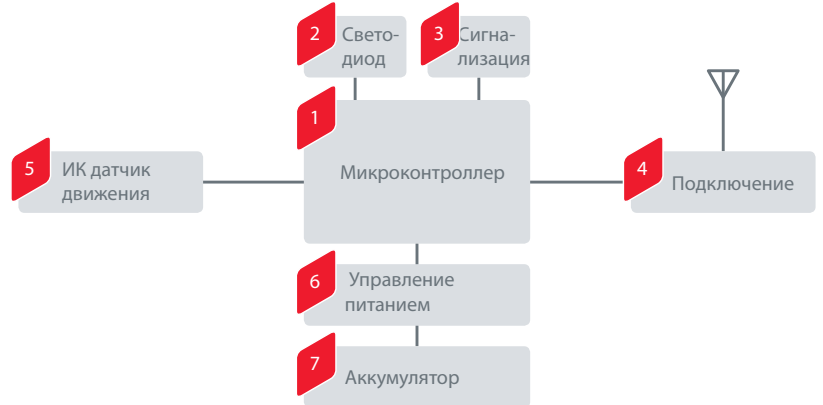 2
Свето-
диод
3
Сигна-
лизация
1
Микроконтроллер
5
ИК датчик
движения
4
Подключение
6
Управление
питанием
7
Аккумулятор